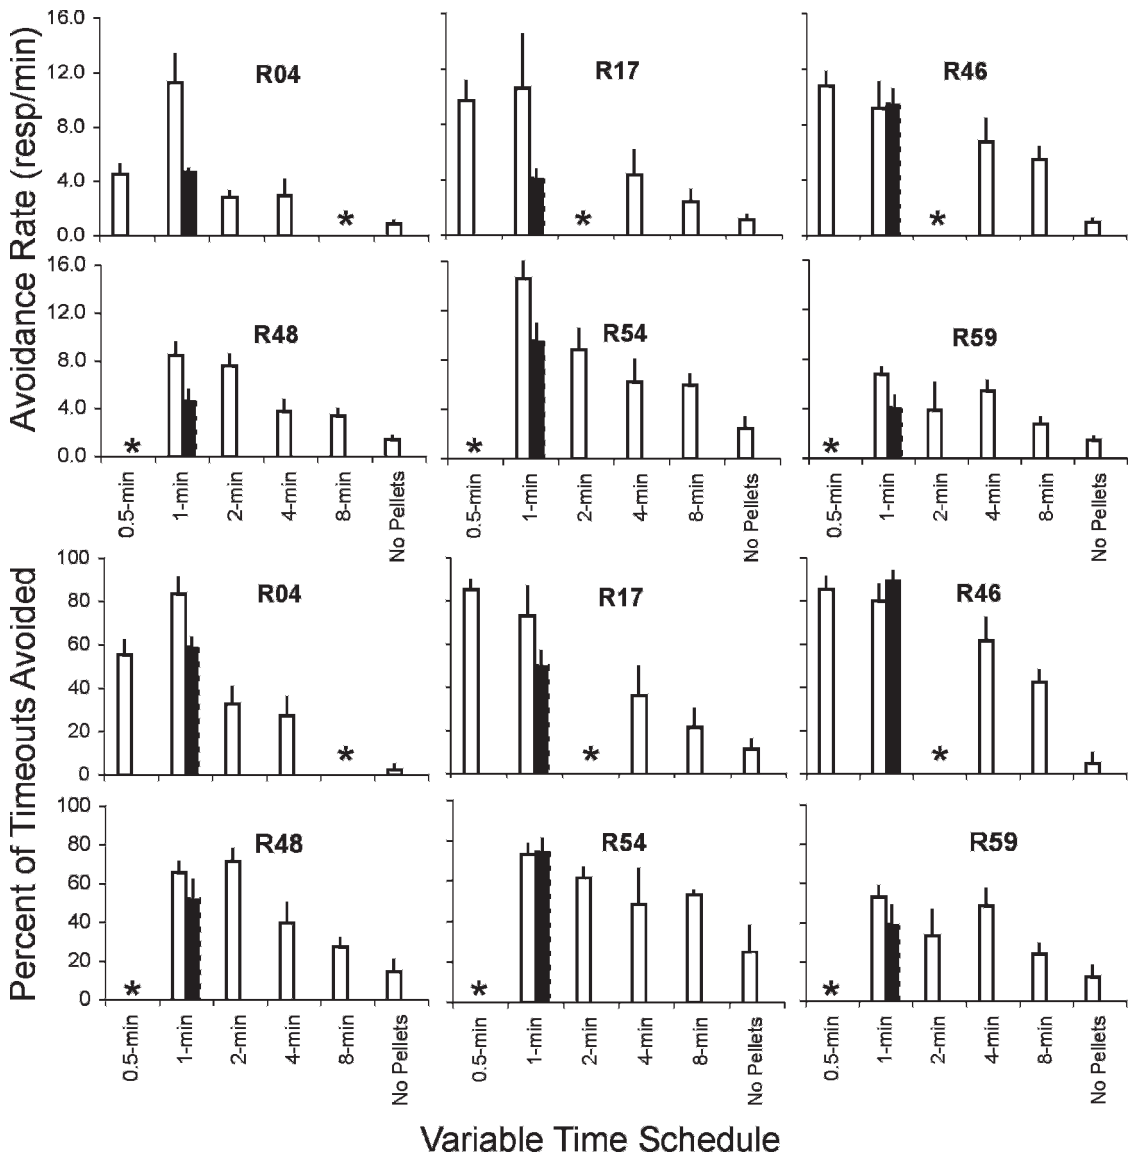 Avoidance Rate (resp/min)
16.0
12.0
8.0
4.0
0.0
R04
*
R17
*
R46
*
16.0
12.0
8.0
4.0
0.0
R48
*
R54
*
R59
*
0.5-min
1-min
2-min
4-min
8-min
No Pellets
0.5-min
1-min
2-min
4-min
8-min
No Pellets
0.5-min
1-min
2-min
4-min
8-min
No Pellets
Percent of Timeouts Avoided
100
80
60
40
20
0
R04
*
R17
*
R46
*
100
80
60
40
20
0
R48
*
R54
*
R59
*
0.5-min
1-min
2-min
4-min
8-min
No Pellets
0.5-min
1-min
2-min
4-min
8-min
No Pellets
0.5-min
1-min
2-min
4-min
8-min
No Pellets
Variable Time Schedule